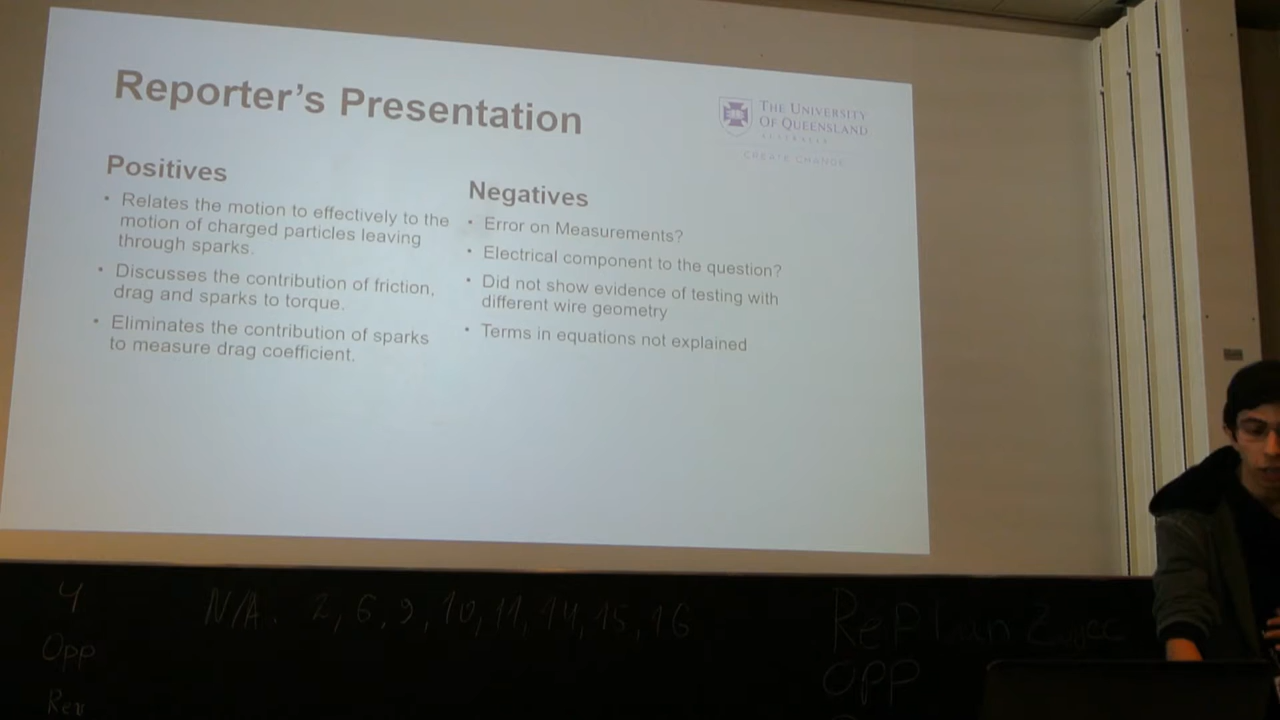 Reporter's Presentation
THE UNIVERSITY
OF QUEENSLAND
AUSTRALIA
CREATE CHANGE
Positives
• Relates the motion to effectively to the
motion of charged particles leaving
through sparks.
• Discusses the contribution of friction,
drag and sparks to torque.
• Eliminates the contribution of sparks
to measure drag coefficient.
Negatives
• Error on Measurements?
• Electrical component to the question?
• Did not show evidence of testing with
different wire geometry
• Terms in equations not explained
4
N/A. 2, 6, 9, 10, 11, 14, 15, 16
Opp
Rev
Rep
OPP